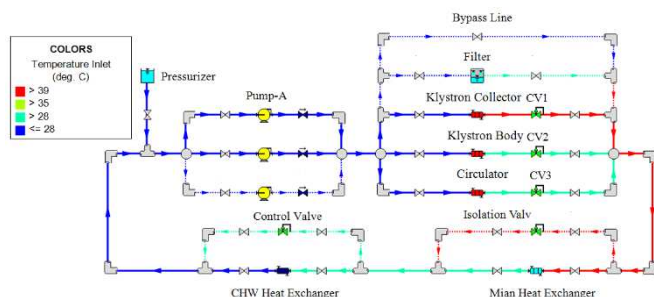 COLORS
Temperature Inlet
(deg. C)
> 39
> 35
> 28
<= 28
Pressurizer
Pump-A
Bypass Line
Filter
Klystron Collector CV1
Klystron Body CV2
Circulator CV3
Control Valve
Isolation Valv
CHW Heat Exchanger
Mian Heat Exchanger